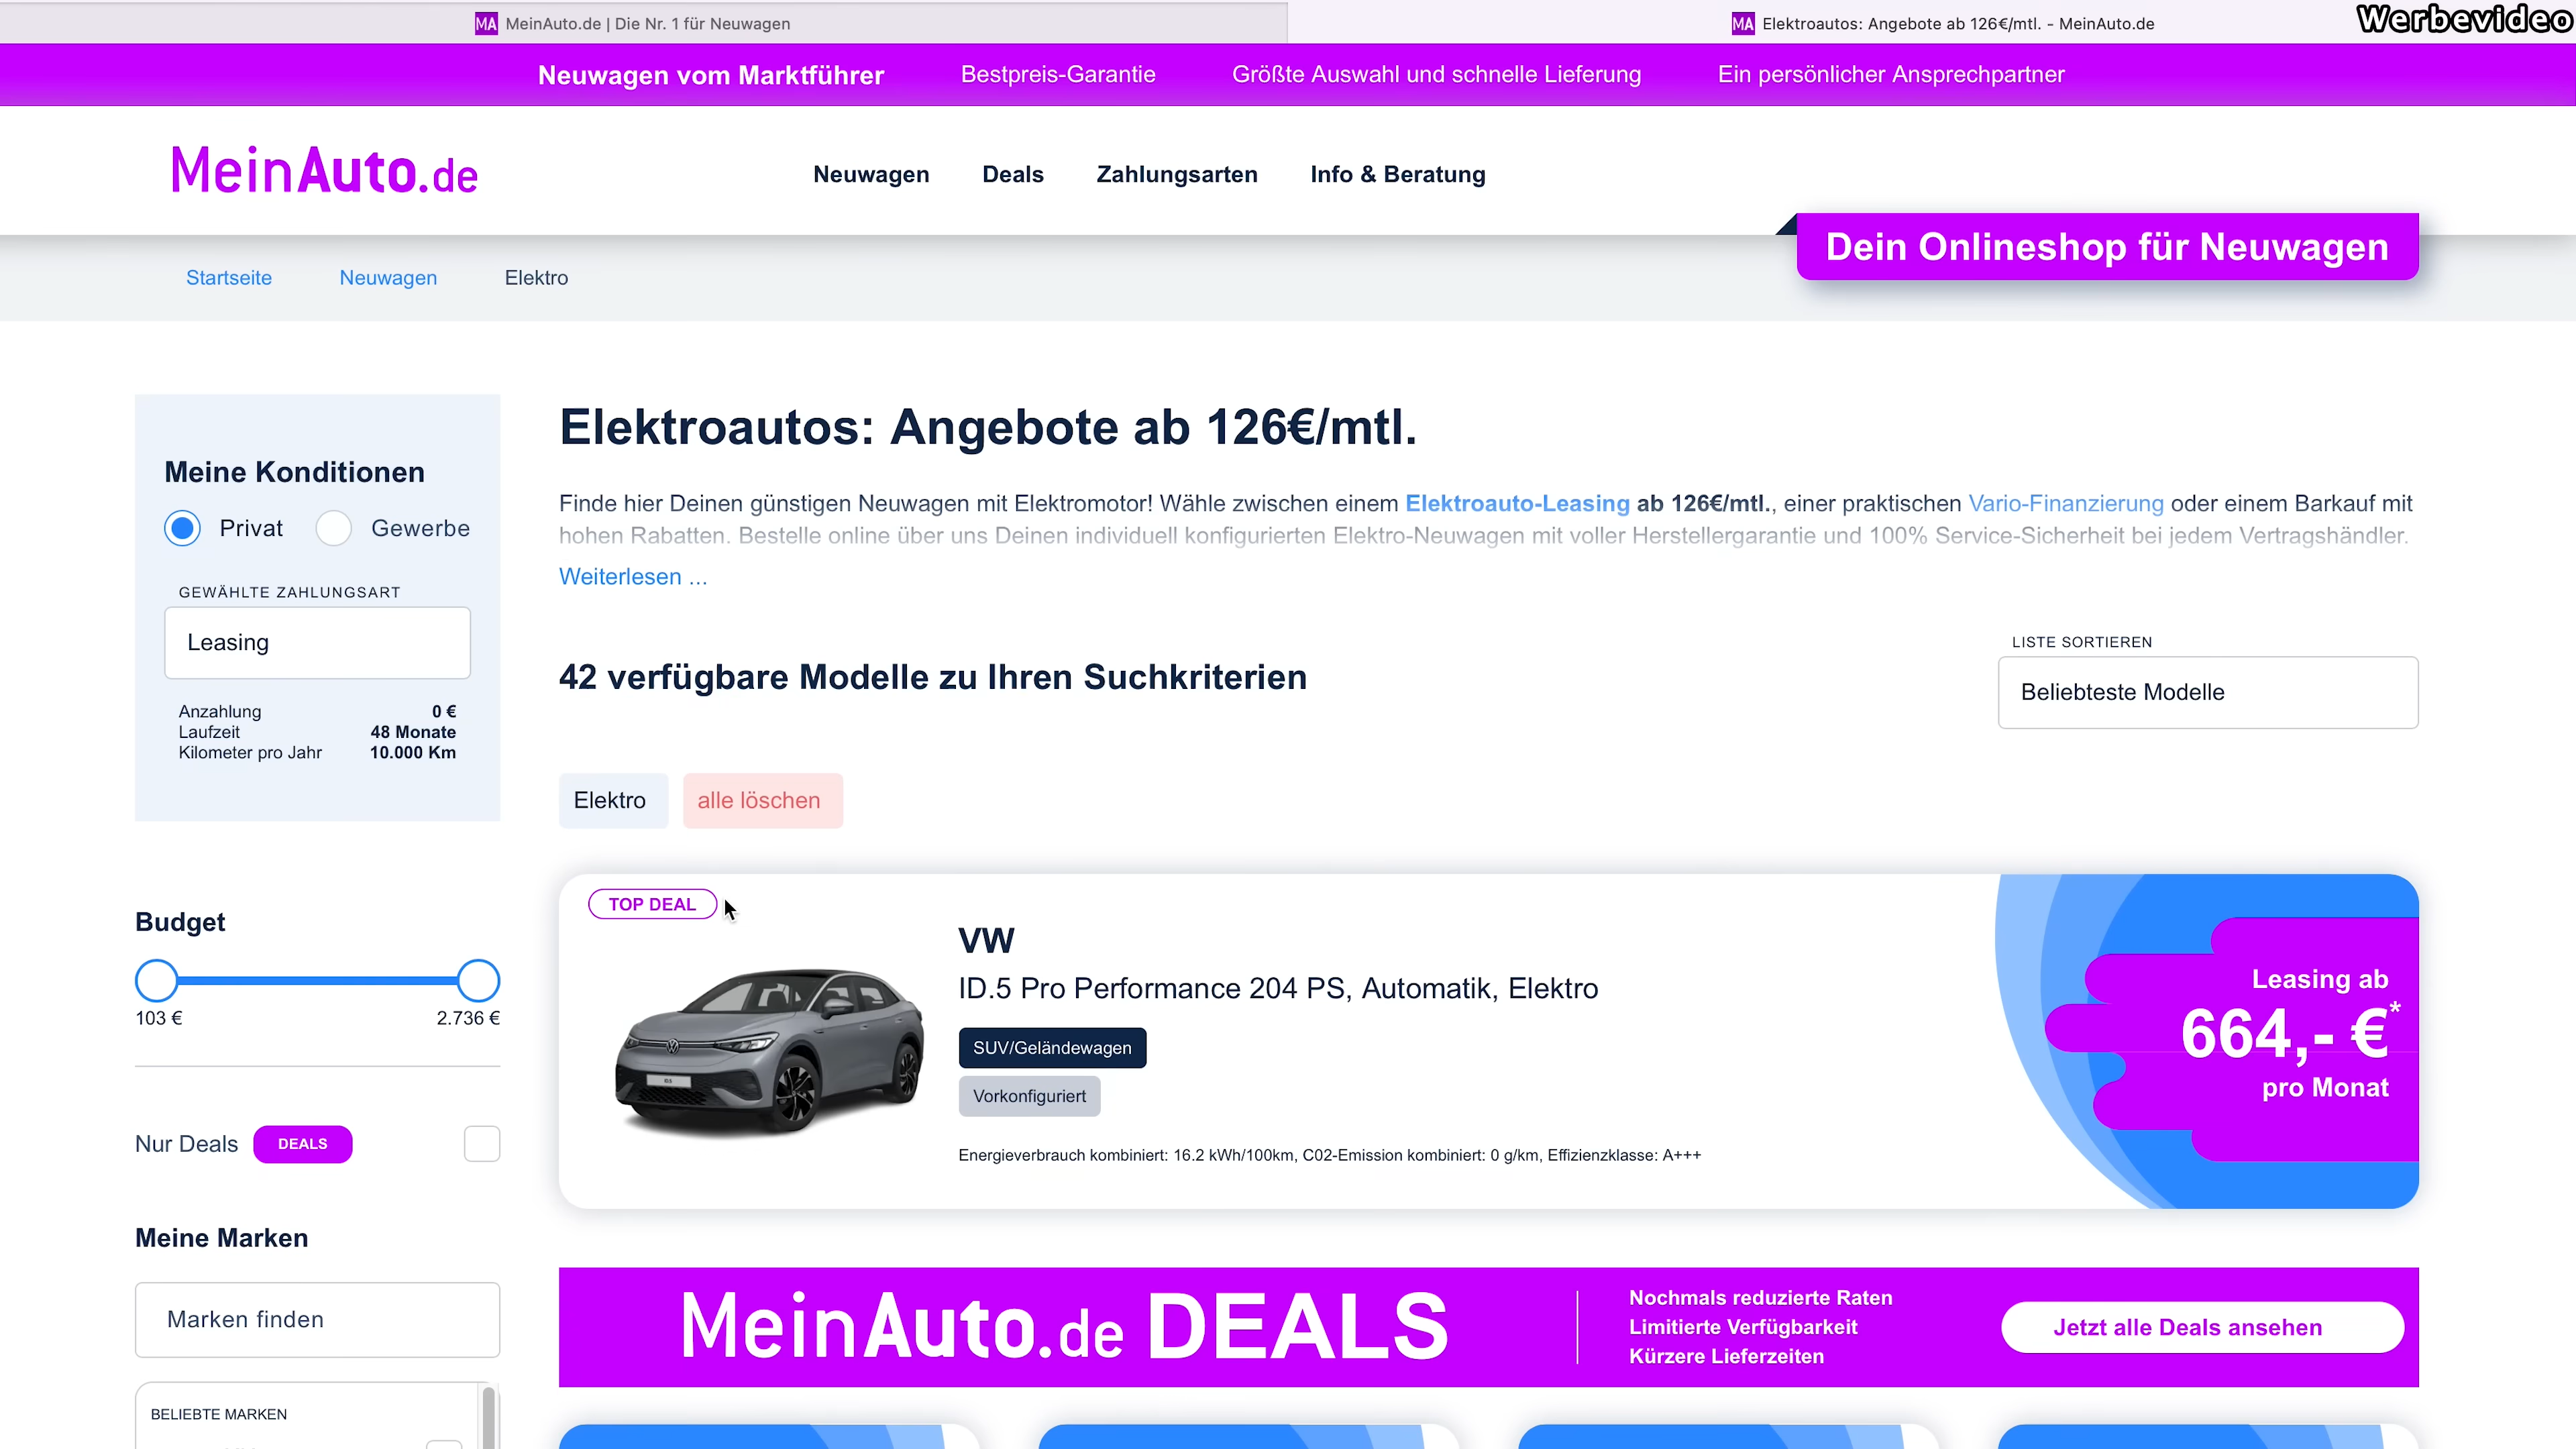 MA MeinAuto.de | Die Nr. 1 für Neuwagen
MA Elektroautos: Angebote ab 126€/mtl. - MeinAuto.de
Werbevideo
Neuwagen vom Marktführer
Bestpreis-Garantie
Größte Auswahl und schnelle Lieferung
Ein persönlicher Ansprechpartner
MeinAuto.de
Neuwagen
Deals
Zahlungsarten
Info & Beratung
Dein Onlineshop für Neuwagen
Startseite
Neuwagen
Elektro
Meine Konditionen
Privat
Gewerbe
GEWÄHLTE ZAHLUNGSART
Leasing
Anzahlung 0 €
Laufzeit 48 Monate
Kilometer pro Jahr 10.000 Km
Budget
103 €
2.736 €
Nur Deals DEALS
Meine Marken
Marken finden
BELIEBTE MARKEN
Elektroautos: Angebote ab 126€/mtl.
Finde hier Deinen günstigen Neuwagen mit Elektromotor! Wähle zwischen einem Elektroauto-Leasing ab 126€/mtl., einer praktischen Vario-Finanzierung oder einem Barkauf mit
hohen Rabatten. Bestelle online über uns Deinen individuell konfigurierten Elektro-Neuwagen mit voller Herstellergarantie und 100% Service-Sicherheit bei jedem Vertragshändler.
Weiterlesen ...
42 verfügbare Modelle zu Ihren Suchkriterien
LISTE SORTIEREN
Beliebteste Modelle
Elektro
alle löschen
TOP DEAL
VW
ID.5 Pro Performance 204 PS, Automatik, Elektro
SUV/Geländewagen
Vorkonfiguriert
Energieverbrauch kombiniert: 16.2 kWh/100km, C02-Emission kombiniert: 0 g/km, Effizienzklasse: A+++
Leasing ab
664,- €*
pro Monat
MeinAuto.de DEALS
Nochmals reduzierte Raten
Limitierte Verfügbarkeit
Kürzere Lieferzeiten
Jetzt alle Deals ansehen